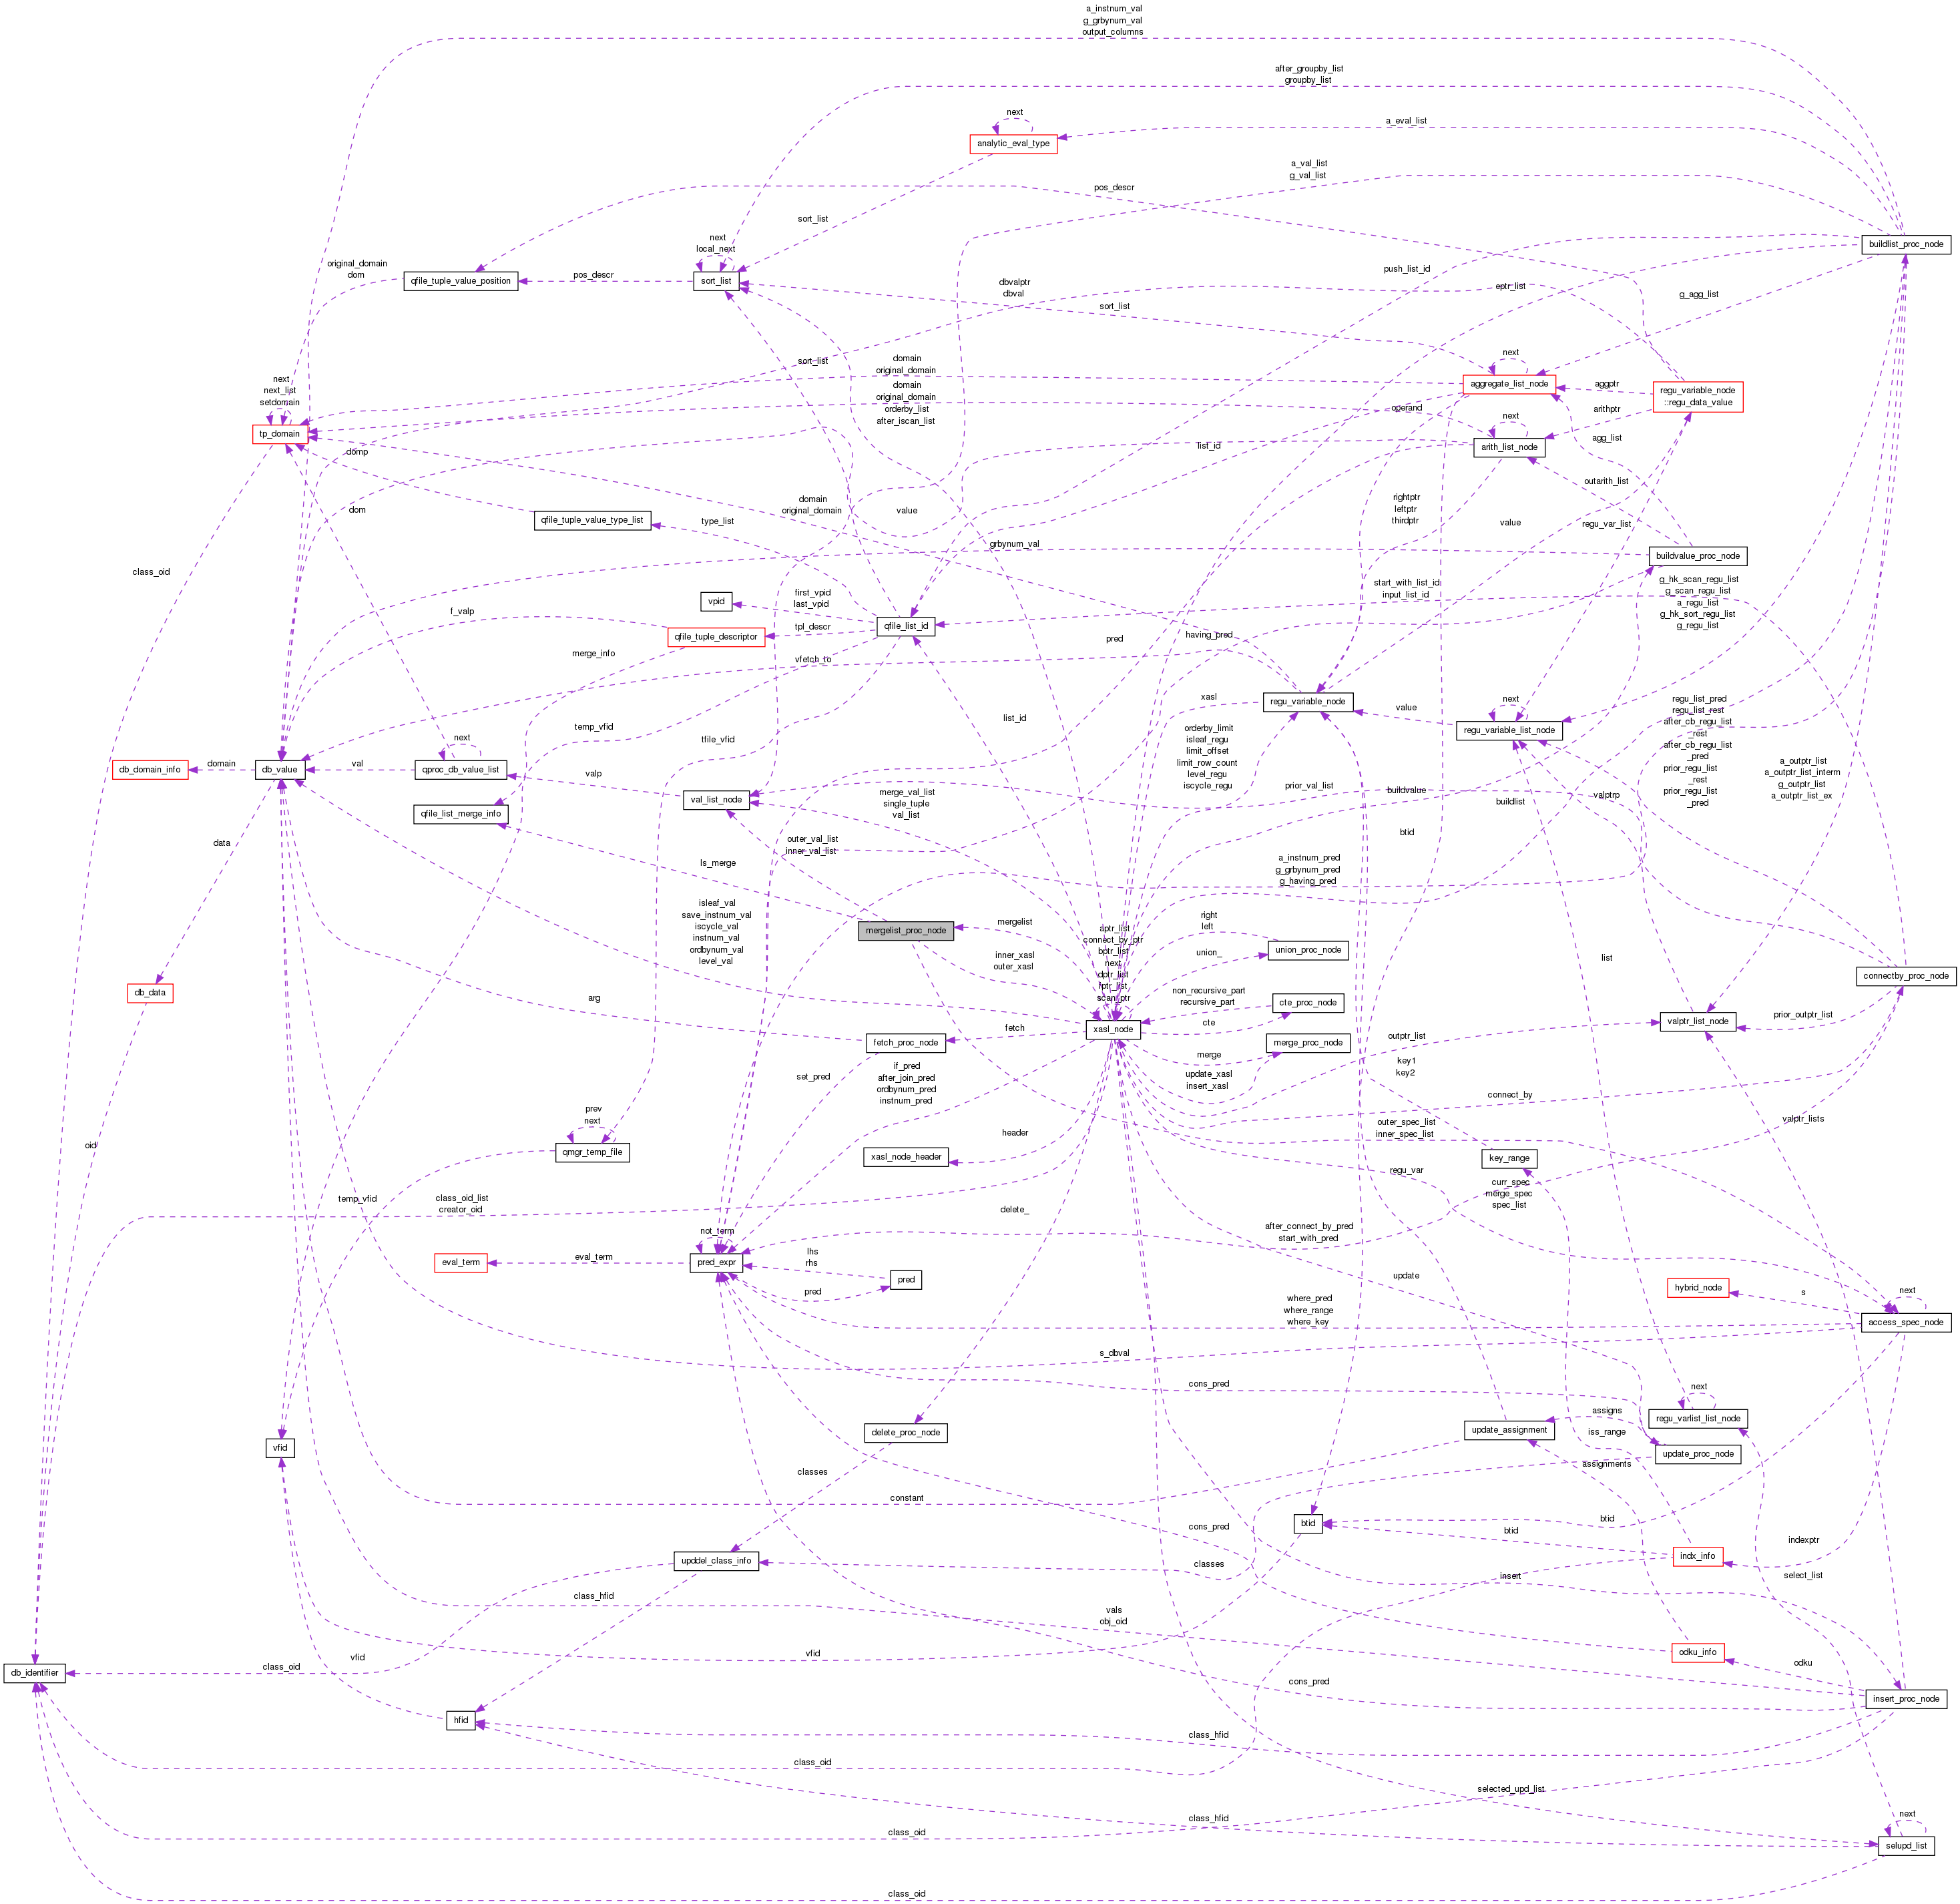 a_instnum_val
g_grbynum_val
output_columns
after_groupby_list
groupby_list
next
a_eval_list
analytic_eval_type
a_val_list
g_val_list
pos_descr
sort_list
buildlist_proc_node
next
local_next
original_domain
dom
qfile_tuple_value_position
pos_descr
sort_list
dbvalptr
dbval
push_list_id
eptr_list
g_agg_list
sort_list
next
next_list
setdomain
tp_domain
sort_list
domain
original_domain
domain
original_domain
orderby_list
after_iscan_list
next
aggregate_list_node
aggptr
regu_variable_node
::regu_data_value
operand
arithptr
next
arith_list_node
agg_list
list_id
domp
dom
outarith_list
class_oid
qfile_tuple_value_type_list
type_list
domain
original_domain
value
rightptr
leftptr
thirdptr
value
regu_var_list
grbynum_val
buildvalue_proc_node
start_with_list_id
input_list_id
g_hk_scan_regu_list
g_scan_regu_list
a_regu_list
g_hk_sort_regu_list
g_regu_list
f_valp
vpid
first_vpid
last_vpid
qfile_tuple_descriptor
tpl_descr
qfile_list_id
merge_info
vfetch_to
pred
having_pred
xasl
regu_variable_node
value
next
regu_variable_list_node
regu_list_pred
regu_list_rest
after_cb_regu_list
_rest
after_cb_regu_list
_pred
prior_regu_list
_rest
prior_regu_list
_pred
temp_vfid
tfile_vfid
list_id
orderby_limit
isleaf_regu
limit_offset
limit_row_count
level_regu
iscycle_regu
next
db_domain_info
domain
db_value
val
qproc_db_value_list
valp
val_list_node
merge_val_list
single_tuple
val_list
prior_val_list
buildvalue
buildlist
valptrp
a_outptr_list
a_outptr_list_interm
g_outptr_list
a_outptr_list_ex
qfile_list_merge_info
data
ls_merge
outer_val_list
inner_val_list
btid
a_instnum_pred
g_grbynum_pred
g_having_pred
isleaf_val
save_instnum_val
iscycle_val
instnum_val
ordbynum_val
level_val
mergelist_proc_node
mergelist
aptr_list
connect_by_ptr
bptr_list
next
dptr_list
fptr_list
scan_ptr
right
left
union_
union_proc_node
list
inner_xasl
outer_xasl
connectby_proc_node
db_data
arg
non_recursive_part
recursive_part
cte_proc_node
cte
prior_outptr_list
xasl_node
fetch
fetch_proc_node
valptr_list_node
merge
merge_proc_node
outptr_list
if_pred
after_join_pred
ordbynum_pred
instnum_pred
update_xasl
insert_xasl
key1
key2
set_pred
connect_by
prev
next
qmgr_temp_file
header
xasl_node_header
outer_spec_list
inner_spec_list
valptr_lists
oid
key_range
regu_var
curr_spec
merge_spec
spec_list
temp_vfid
class_oid_list
creator_oid
delete_
after_connect_by_pred
start_with_pred
not_term
eval_term
eval_term
pred_expr
lhs
rhs
pred
pred
update
hybrid_node
s
next
access_spec_node
where_pred
where_range
where_key
s_dbval
cons_pred
next
regu_varlist_list_node
vfid
delete_proc_node
update_assignment
assigns
iss_range
update_proc_node
classes
assignments
constant
btid
btid
btid
cons_pred
upddel_class_info
classes
indx_info
indexptr
insert
select_list
class_hfid
vals
obj_oid
odku_info
odku
db_identifier
class_oid
vfid
vfid
cons_pred
insert_proc_node
hfid
class_hfid
class_oid
selected_upd_list
class_hfid
class_oid
next
selupd_list
class_oid